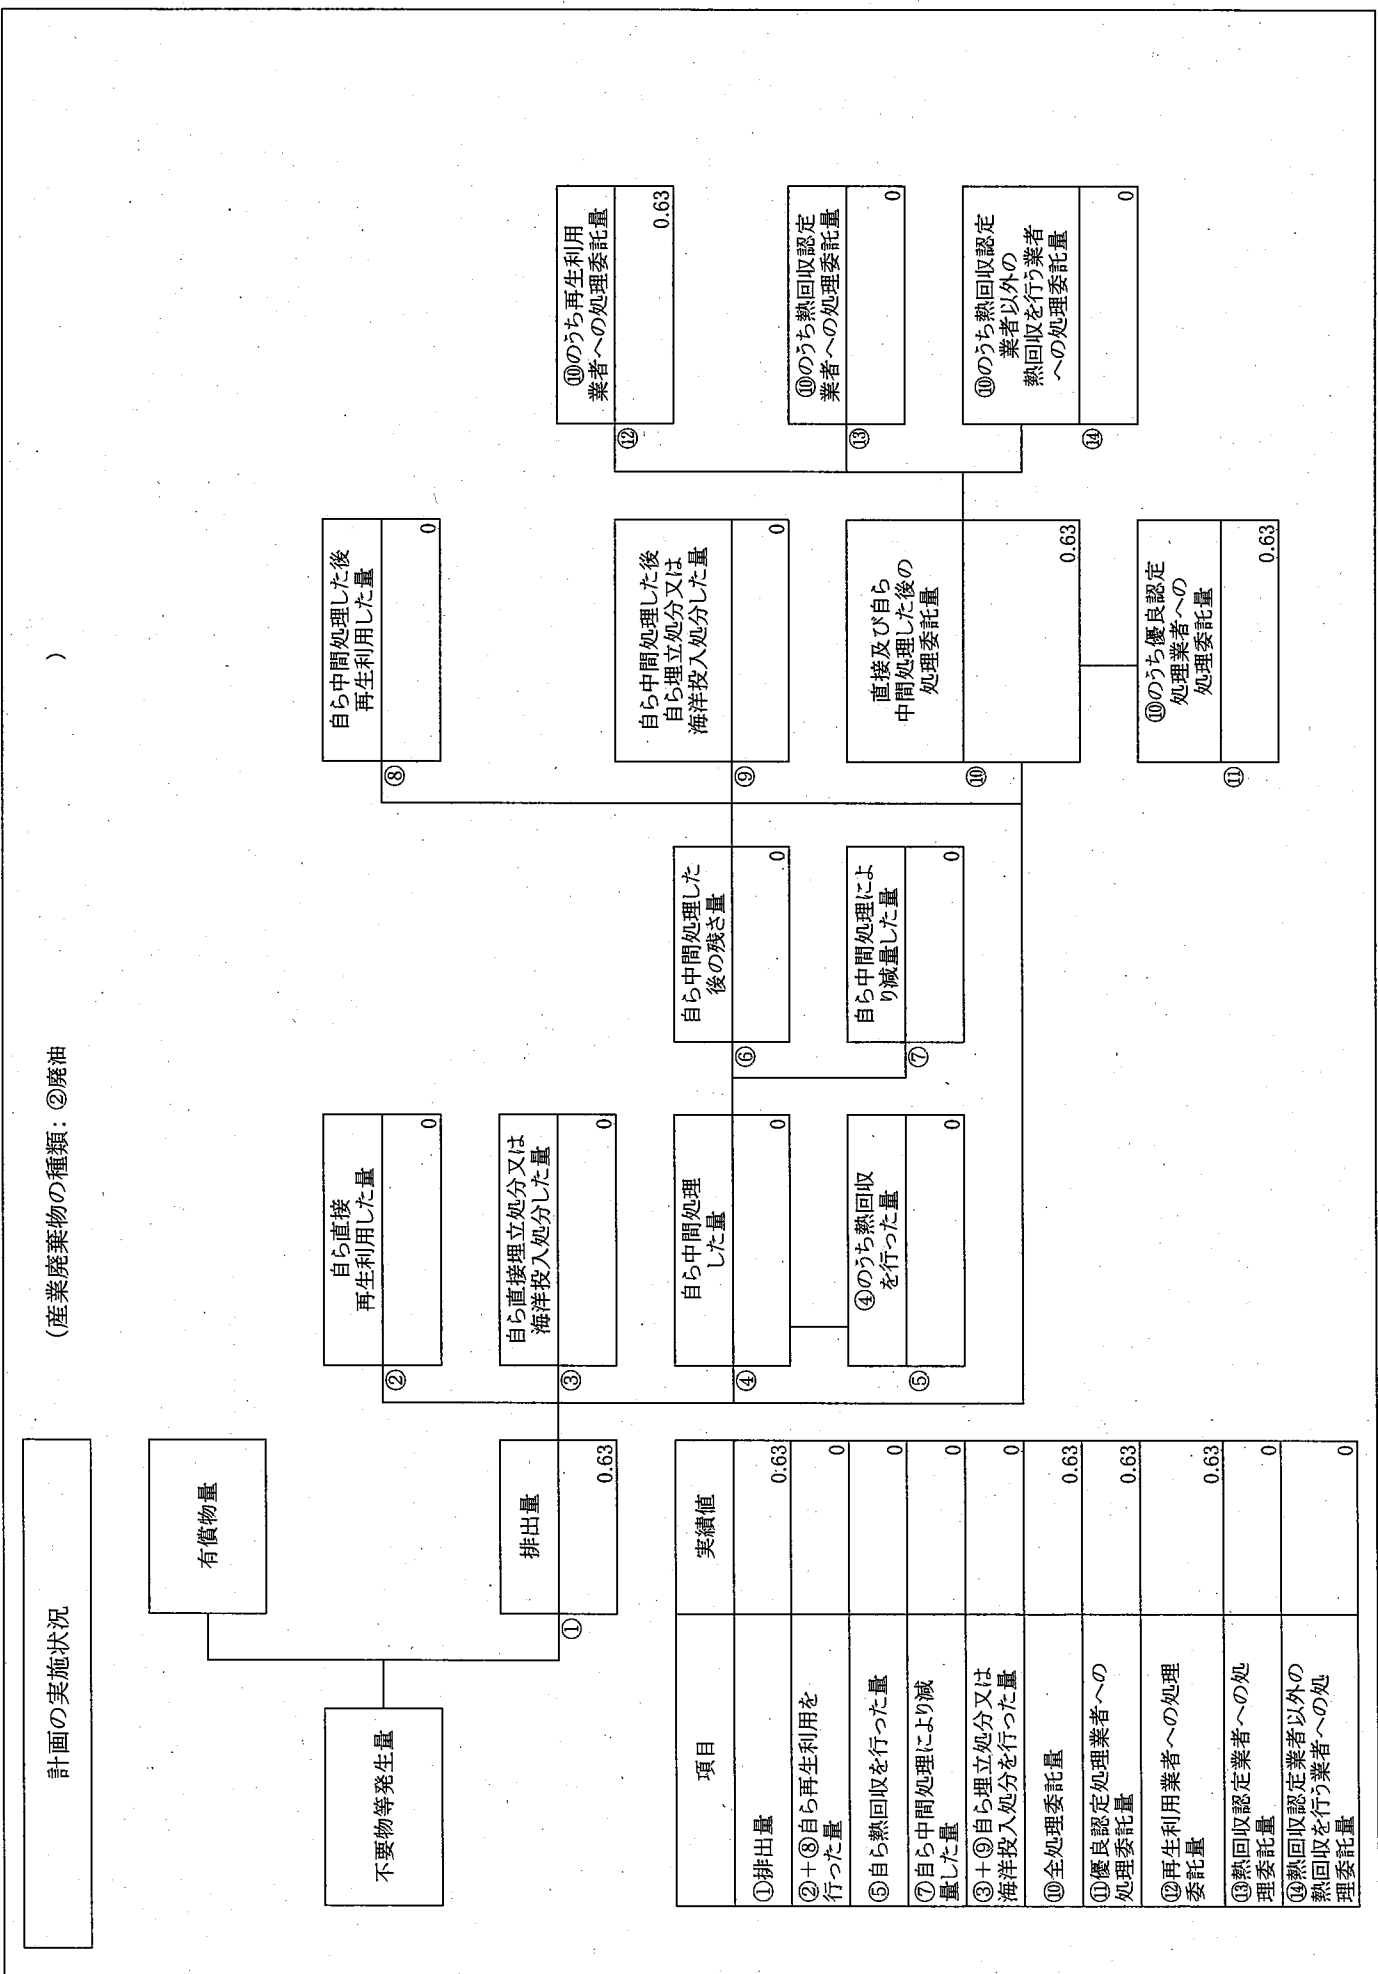 計画の実施状況
(産業廃棄物の種類：②廃油
)
不要物等発生量
有償物量
①
排出量
0.63
②
自ら直接
再生利用した量
0
③
自ら直接埋立処分又は
海洋投入処分した量
0
④
自ら中間処理
した量
0
⑤
④のうち熱回収
を行った量
0
⑥
自ら中間処理した
後の残さ量
0
⑦
自ら中間処理によ
り減量した量
0
⑧
自ら中間処理した後
再生利用した量
0
⑨
自ら中間処理した後
自ら埋立処分又は
海洋投入処分した量
0
⑩
直接及び自ら
中間処理した後の
処理委託量
0.63
⑪
⑩のうち優良認定
処理業者への
処理委託量
0.63
⑫
⑩のうち再生利用
業者への処理委託量
0.63
⑬
⑩のうち熱回収認定
業者への処理委託量
0
⑭
⑩のうち熱回収認定
業者以外の
熱回収を行う業者
への処理委託量
0
項目 実績値
①排出量 0.63
②＋⑧自ら再生利用を
行った量 0
⑤自ら熱回収を行った量 0
⑦自ら中間処理により減
量した量 0
③＋⑨自ら埋立処分又は
海洋投入処分を行った量 0
⑩全処理委託量 0.63
⑪優良認定処理業者への
処理委託量 0.63
⑫再生利用業者への処理
委託量 0.63
⑬熱回収認定業者への処
理委託量 0
⑭熱回収認定業者以外の
熱回収を行う業者への処
理委託量 0